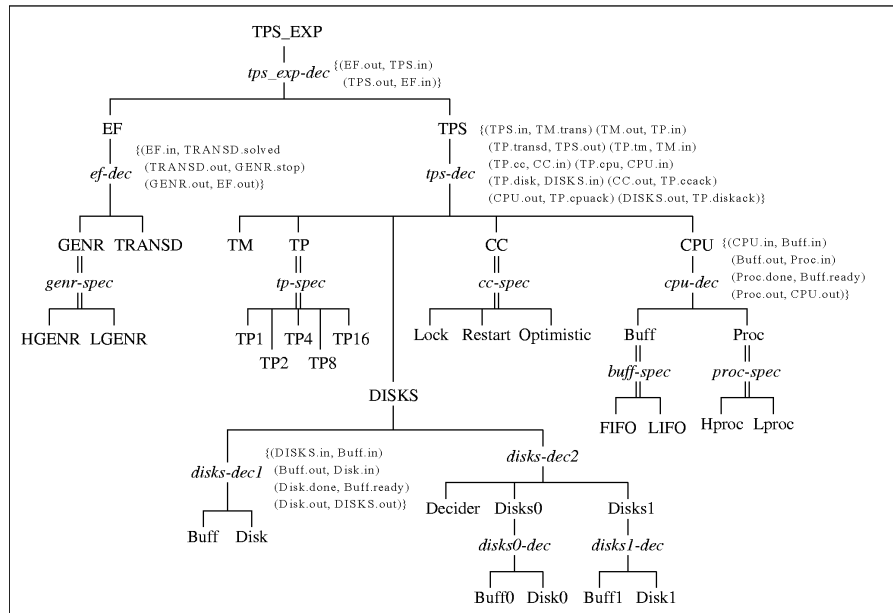 TPS_EXP
tps_exp-dec {(EF.out, TPS.in)
(TPS.out, EF.in)}
EF
TPS
{(EF.in, TRANSD.solved
ef-dec (TRANSD.out, GENR.stop)
(GENR.out, EF.out)}
{(TPS.in, TM.trans) (TM.out, TP.in)
(TP.transd, TPS.out) (TP.tm, TM.in)
tps-dec (TP.cc, CC.in) (TP.cpu, CPU.in)
(TP.disk, DISKS.in) (CC.out, TP.ccack)
(CPU.out, TP.cpuack) (DISKS.out, TP.diskack)}
GENR TRANSD TM TP CC CPU
genr-spec tp-spec cc-spec cpu-dec
{(CPU.in, Buff.in)
(Buff.out, Proc.in)
(Proc.done, Buff.ready)
(Proc.out, CPU.out)}
HGENR LGENR TP1 TP4 TP16 Lock Restart Optimistic Buff Proc
TP2 TP8
buff-spec proc-spec
DISKS
FIFO LIFO Hproc Lproc
disks-dec1 {(DISKS.in, Buff.in)
(Buff.out, Disk.in)
(Disk.done, Buff.ready)
(Disk.out, DISKS.out)}
disks-dec2
Buff Disk
Decider Disks0 Disks1
disks0-dec disks1-dec
Buff0 Disk0 Buff1 Disk1